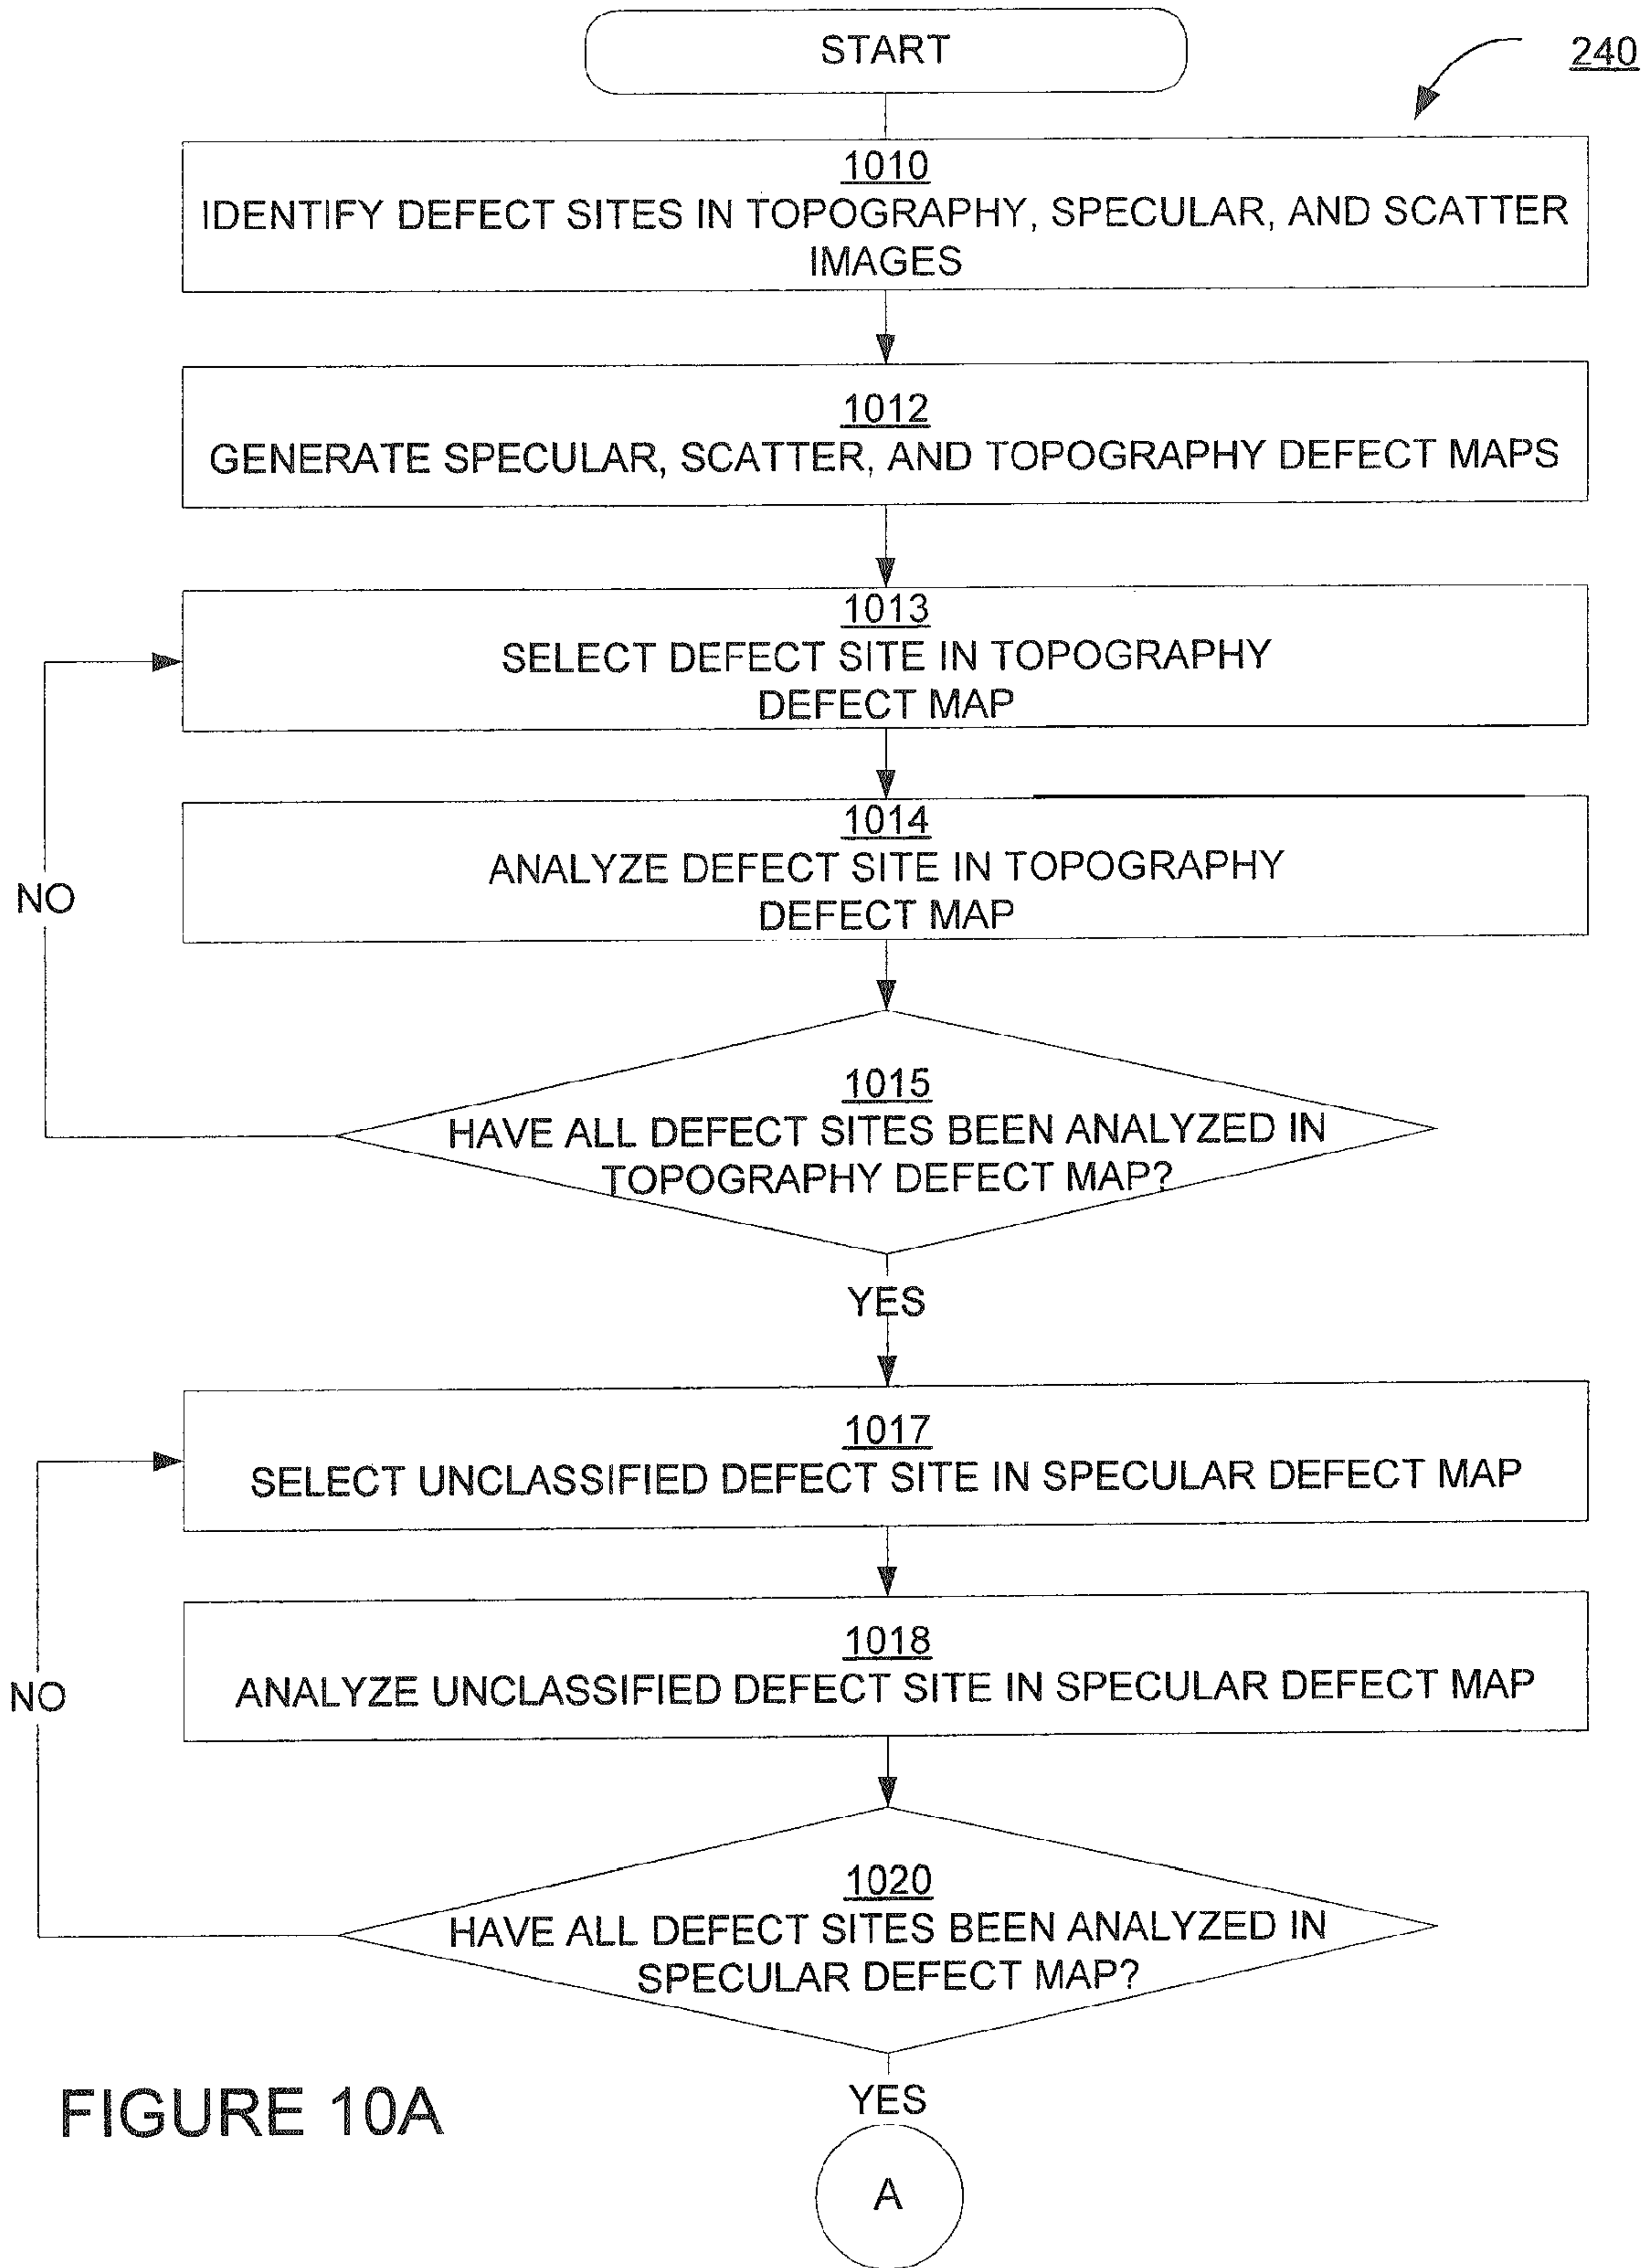 START
240
1010
IDENTIFY DEFECT SITES IN TOPOGRAPHY, SPECULAR, AND SCATTER
IMAGES
1012
GENERATE SPECULAR, SCATTER, AND TOPOGRAPHY DEFECT MAPS
1013
SELECT DEFECT SITE IN TOPOGRAPHY
DEFECT MAP
1014
ANALYZE DEFECT SITE IN TOPOGRAPHY
DEFECT MAP
NO
1015
HAVE ALL DEFECT SITES BEEN ANALYZED IN
TOPOGRAPHY DEFECT MAP?
YES
1017
SELECT UNCLASSIFIED DEFECT SITE IN SPECULAR DEFECT MAP
1018
ANALYZE UNCLASSIFIED DEFECT SITE IN SPECULAR DEFECT MAP
NO
1020
HAVE ALL DEFECT SITES BEEN ANALYZED IN
SPECULAR DEFECT MAP?
YES
FIGURE 10A
A